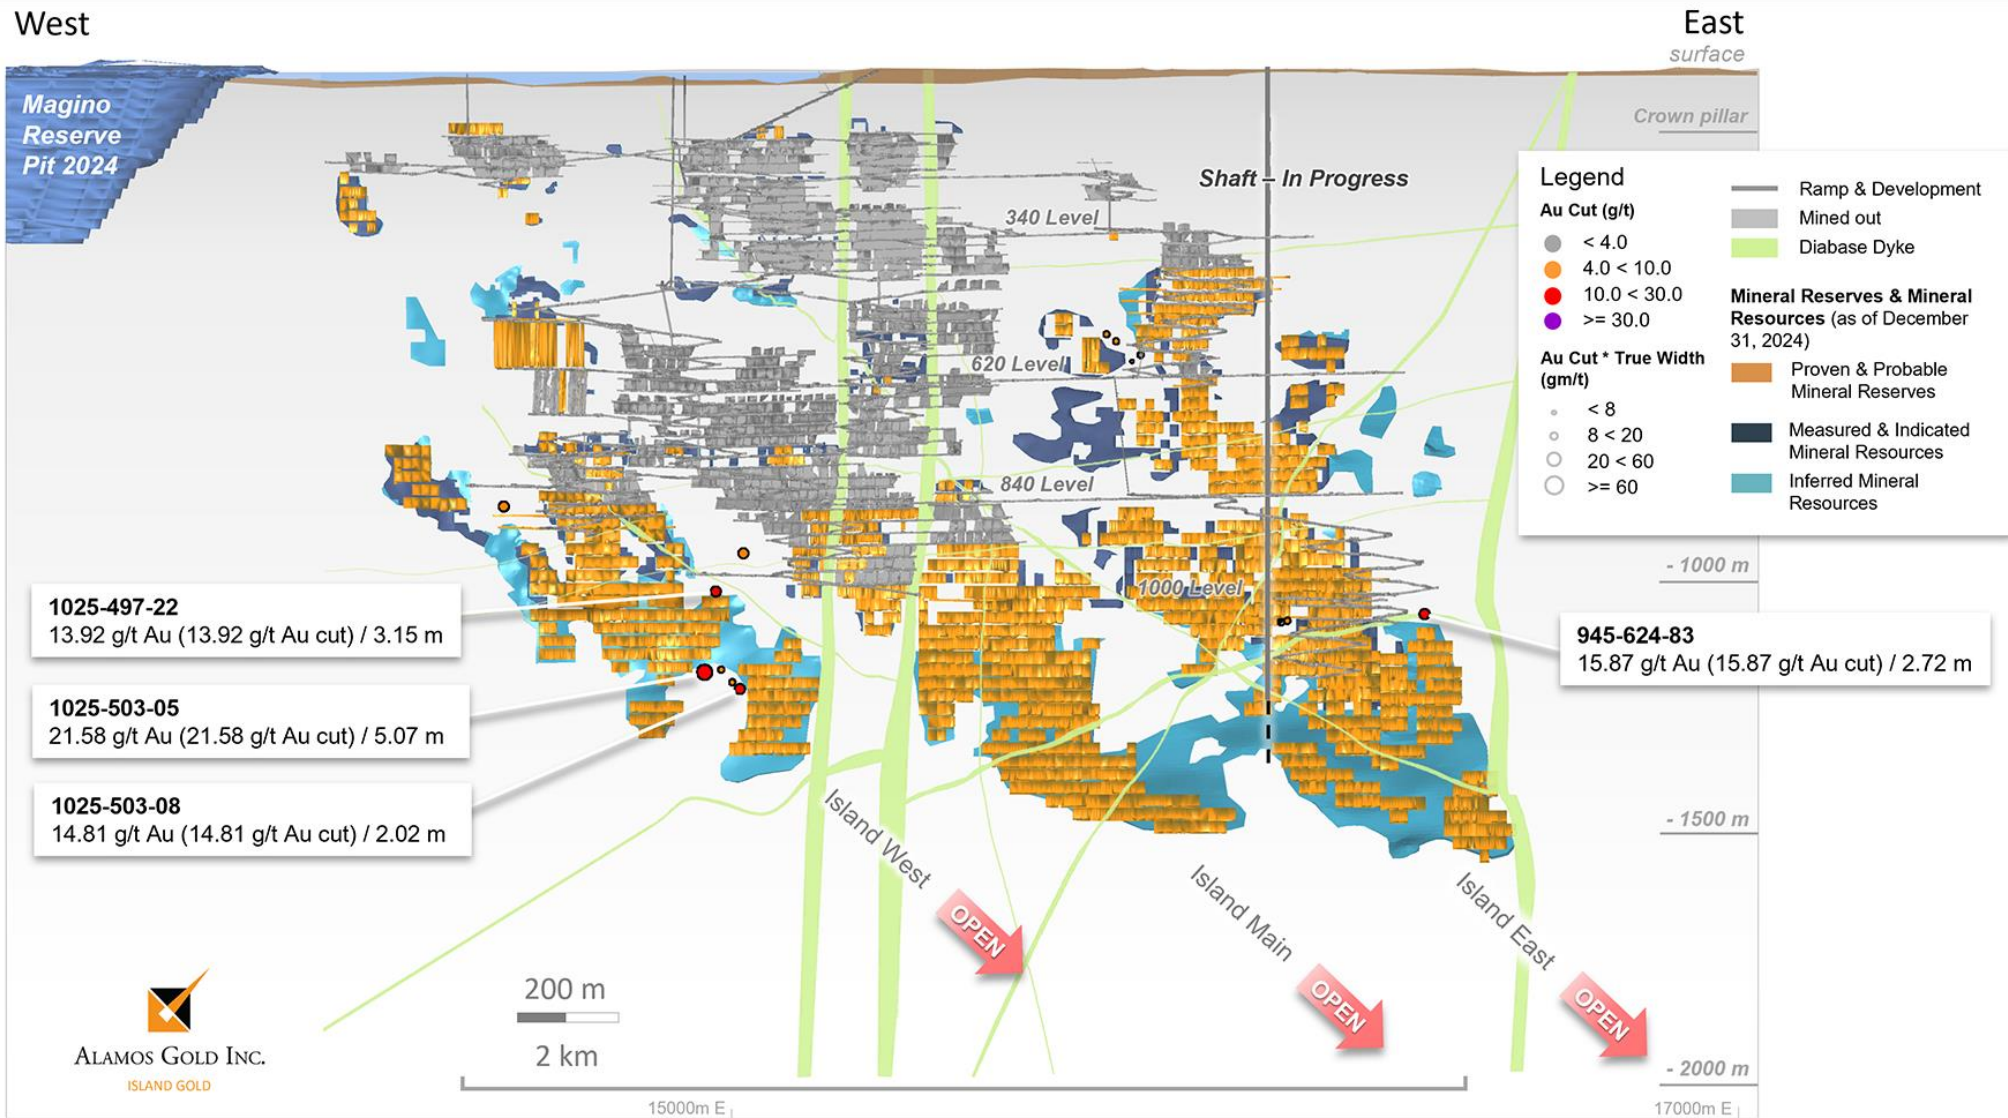 West
East
surface
Magino
Reserve
Pit 2024
Crown pillar
Shaft – In Progress
340 Level
620 Level
840 Level
1000 Level
Legend
Au Cut (g/t)
< 4.0
4.0 < 10.0
10.0 < 30.0
>= 30.0
Au Cut * True Width
(gm/t)
< 8
8 < 20
20 < 60
>= 60
Ramp & Development
Mined out
Diabase Dyke
Mineral Reserves & Mineral
Resources (as of December
31, 2024)
Proven & Probable
Mineral Reserves
Measured & Indicated
Mineral Resources
Inferred Mineral
Resources
- 1000 m
1025-497-22
13.92 g/t Au (13.92 g/t Au cut) / 3.15 m
945-624-83
15.87 g/t Au (15.87 g/t Au cut) / 2.72 m
1025-503-05
21.58 g/t Au (21.58 g/t Au cut) / 5.07 m
1025-503-08
14.81 g/t Au (14.81 g/t Au cut) / 2.02 m
- 1500 m
Island West
OPEN
Island Main
OPEN
Island East
OPEN
200 m
2 km
ALAMOS GOLD INC.
ISLAND GOLD
- 2000 m
15000m E
17000m E